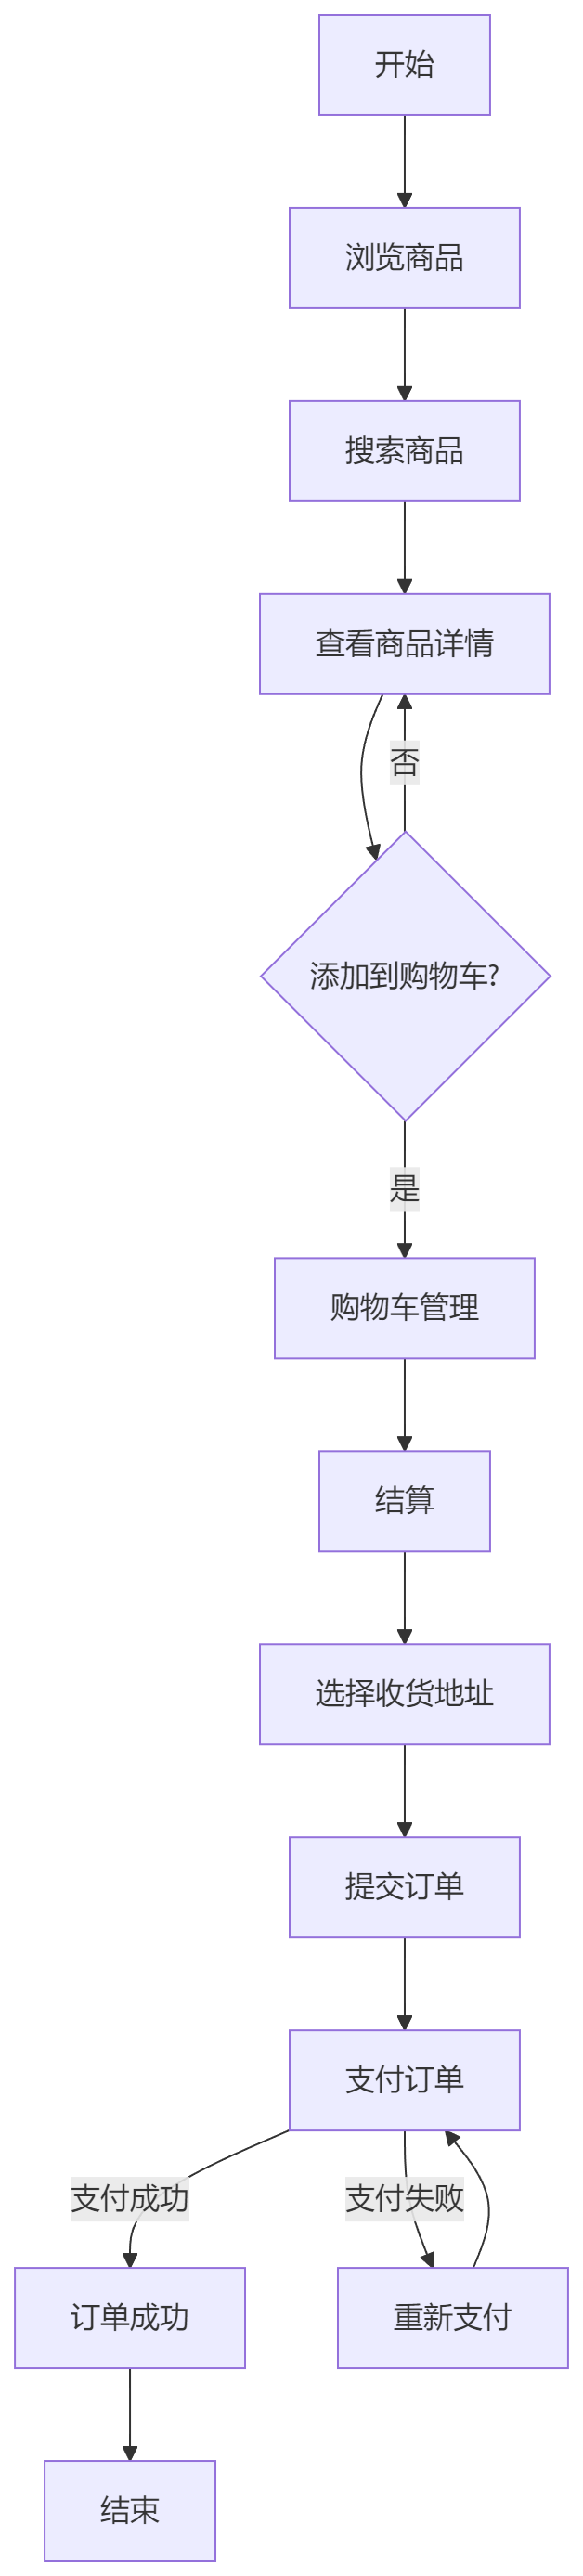 开始
浏览商品
搜索商品
查看商品详情
否
添加到购物车?
是
购物车管理
结算
选择收货地址
提交订单
支付订单
支付成功
支付失败
订单成功
重新支付
结束